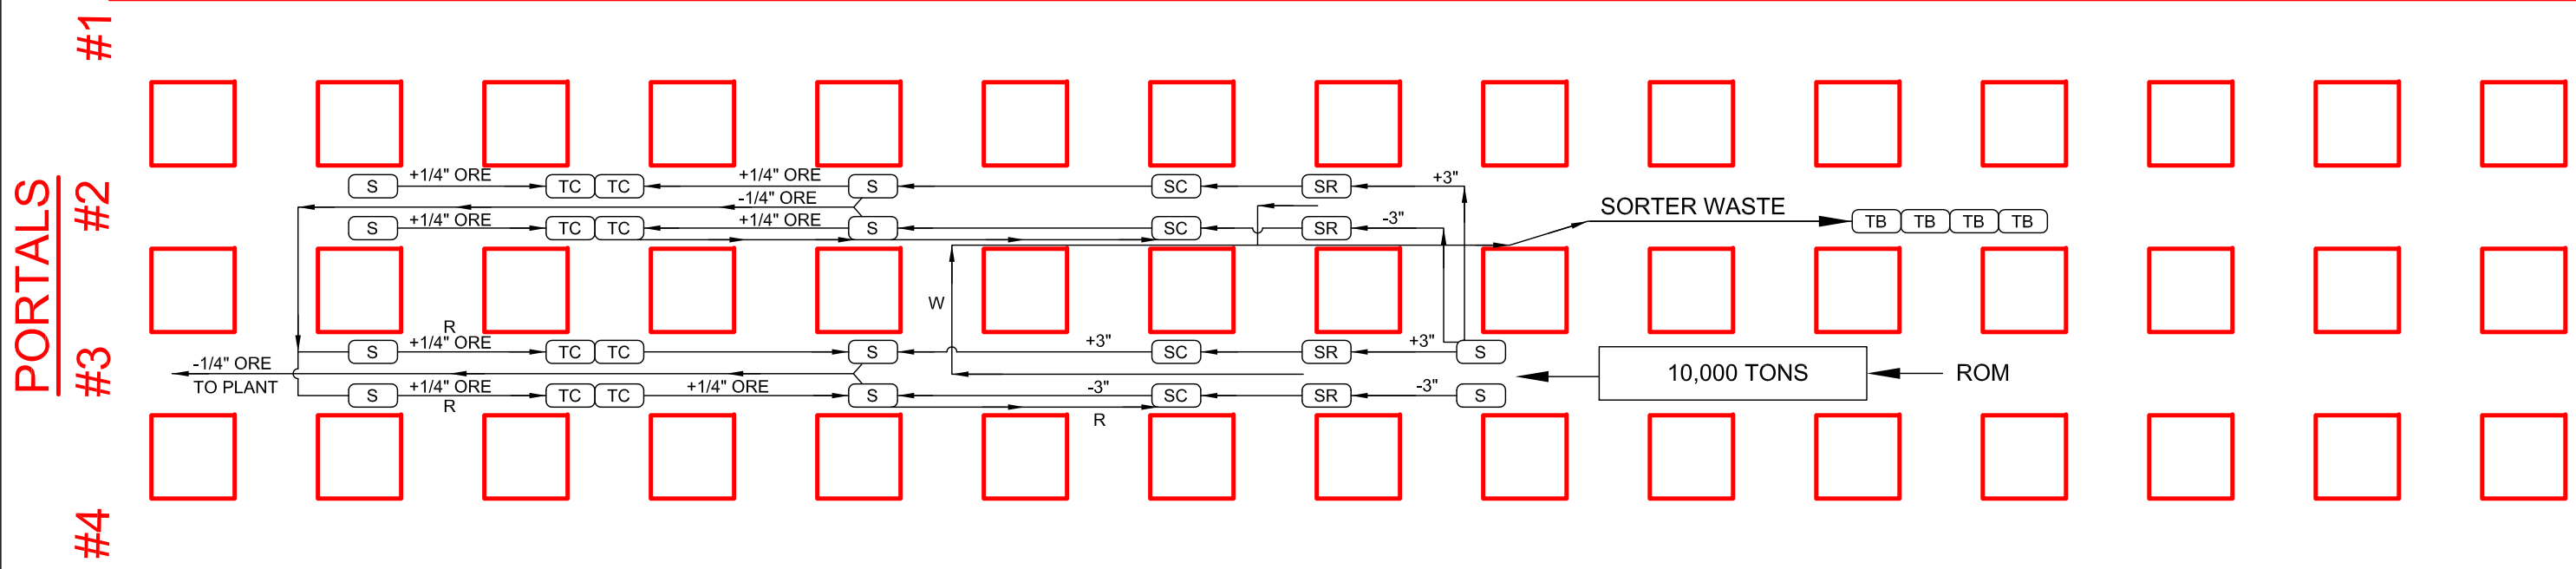 PORTALS
#1
#2
#3
#4
S +1/4" ORE TC TC +1/4" ORE S SC SR +3"
-1/4" ORE
S +1/4" ORE TC TC +1/4" ORE S SC SR -3"
SORTER WASTE TB TB TB TB
W
R
S +1/4" ORE TC TC S +3" SC SR +3" S
-1/4" ORE
TO PLANT
10,000 TONS ROM
S +1/4" ORE TC TC +1/4" ORE S -3" SC SR -3" S
R
R